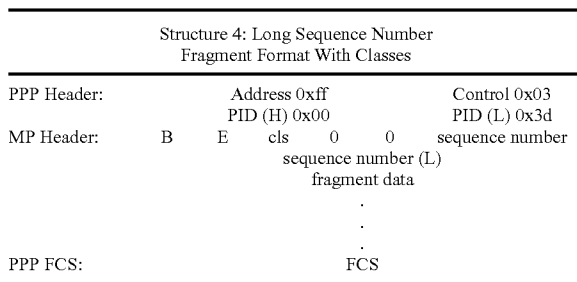 Structure 4: Long Sequence Number
Fragment Format With Classes
PPP Header: Address 0xff Control 0x03
PID (H) 0x00 PID (L) 0x3d
MP Header: B E cls 0 0 sequence number
sequence number (L)
fragment data
.
.
.
PPP FCS: FCS